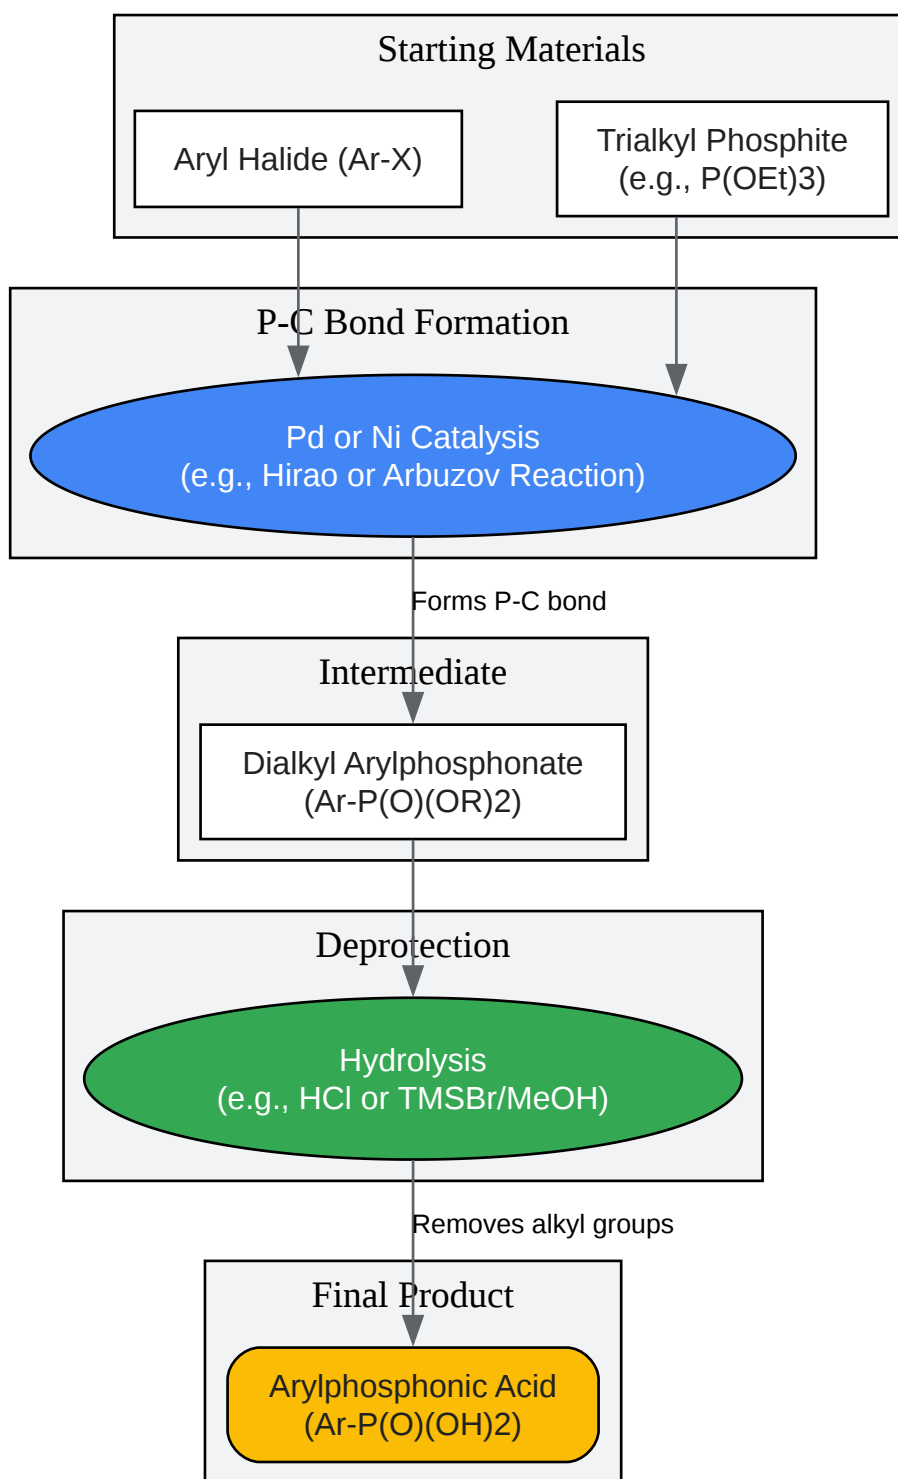 Starting Materials
Aryl Halide (Ar-X)
Trialkyl Phosphite
(e.g., P(OEt)3)
P-C Bond Formation
Pd or Ni Catalysis
(e.g., Hirao or Arbuzov Reaction)
Forms P-C bond
Intermediate
Dialkyl Arylphosphonate
(Ar-P(O)(OR)2)
Deprotection
Hydrolysis
(e.g., HCl or TMSBr/MeOH)
Removes alkyl groups
Final Product
Arylphosphonic Acid
(Ar-P(O)(OH)2)